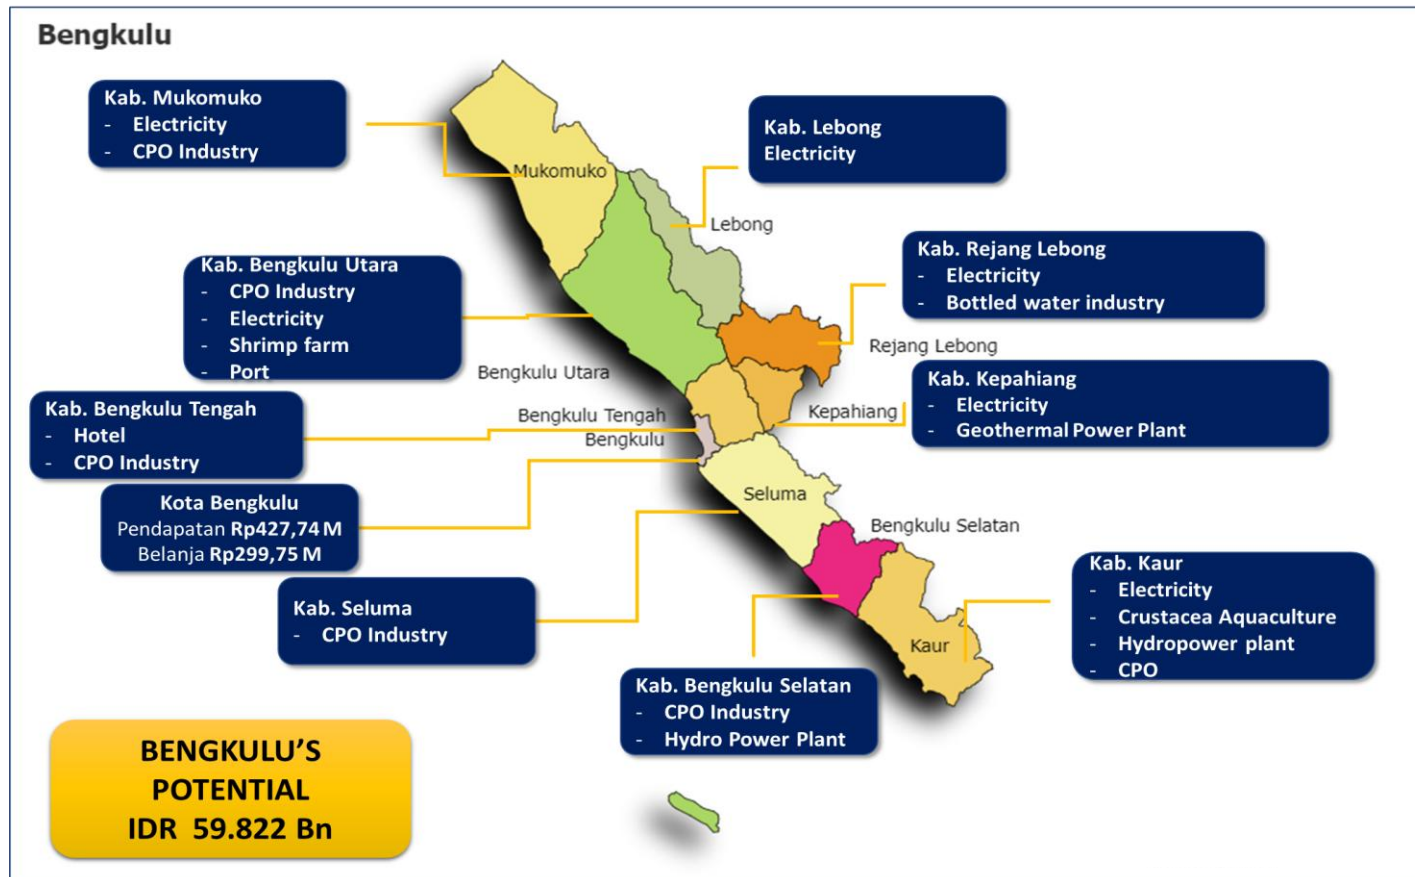 Bengkulu
Kab. Mukomuko
- Electricity
- CPO Industry
Kab. Lebong
Electricity
Mukomuko
Lebong
Kab. Bengkulu Utara
- CPO Industry
- Electricity
- Shrimp farm
- Port
Kab. Rejang Lebong
- Electricity
- Bottled water industry
Rejang Lebong
Bengkulu Utara
Kab. Kepahiang
- Electricity
- Geothermal Power Plant
Kab. Bengkulu Tengah
- Hotel
- CPO Industry
Bengkulu Tengah
Bengkulu
Kepahiang
Kota Bengkulu
Pendapatan Rp427,74 M
Belanja Rp299,75 M
Seluma
Bengkulu Selatan
Kab. Seluma
- CPO Industry
Kab. Kaur
- Electricity
- Crustacea Aquaculture
- Hydropower plant
- CPO
Kaur
Kab. Bengkulu Selatan
- CPO Industry
- Hydro Power Plant
BENGKULU’S
POTENTIAL
IDR 59.822 Bn